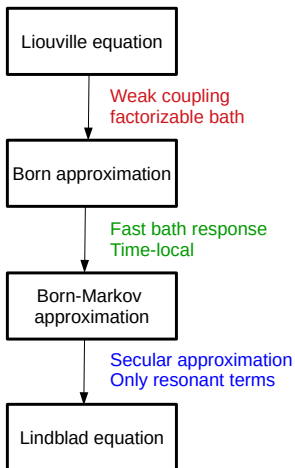 Liouville equation
Weak coupling
factorizable bath
Born approximation
Fast bath response
Time-local
Born-Markov
approximation
Secular approximation
Only resonant terms
Lindblad equation